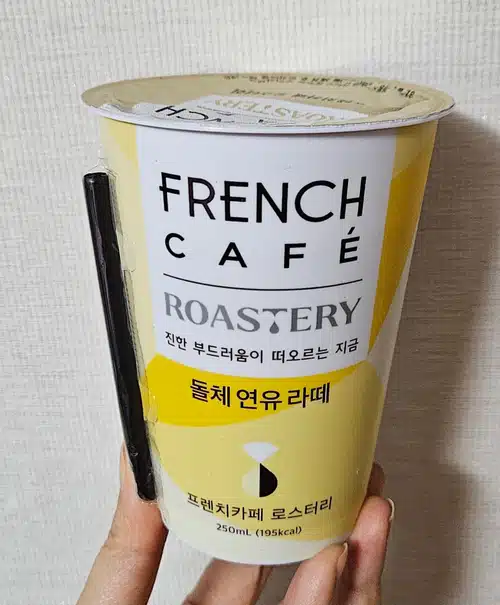 ROASTERY
FRENCH
CAFÉ
ROASTERY
진한 부드러움이 떠오르는 지금
돌체 연유 라떼
프렌치카페 로스터리
250mL (195kcal)